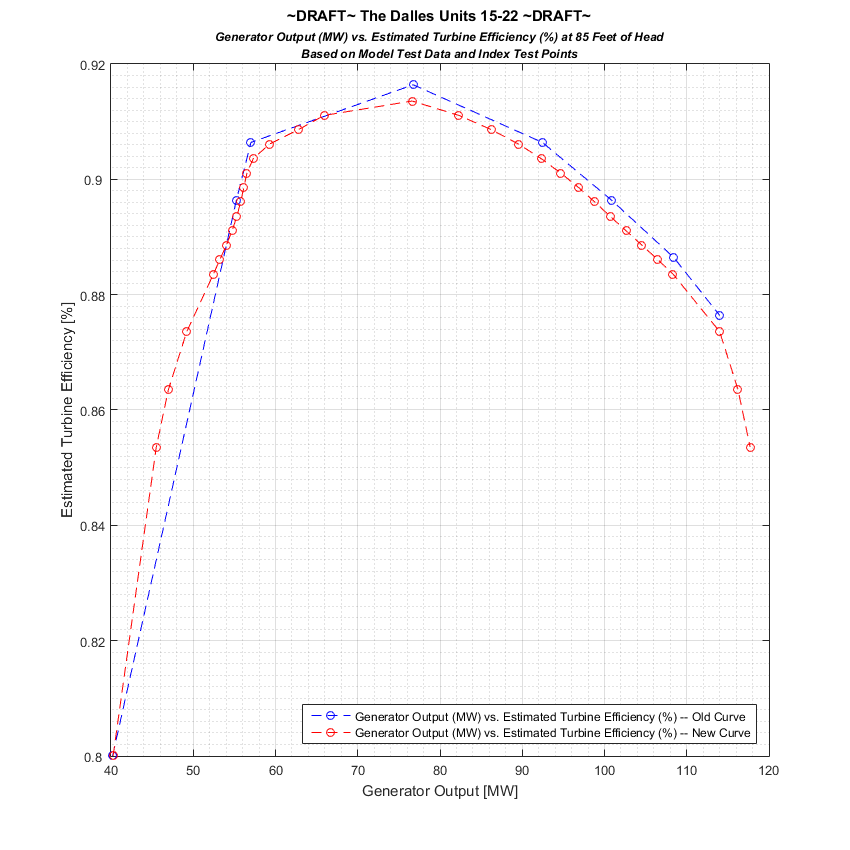 ~DRAFT~ The Dalles Units 15-22 ~DRAFT~
Generator Output (MW) vs. Estimated Turbine Efficiency (%) at 85 Feet of Head
Based on Model Test Data and Index Test Points
Estimated Turbine Efficiency [%]
0.92
0.9
0.88
0.86
0.84
0.82
0.8
Generator Output (MW) vs. Estimated Turbine Efficiency (%) -- Old Curve
Generator Output (MW) vs. Estimated Turbine Efficiency (%) -- New Curve
40 50 60 70 80 90 100 110 120
Generator Output [MW]